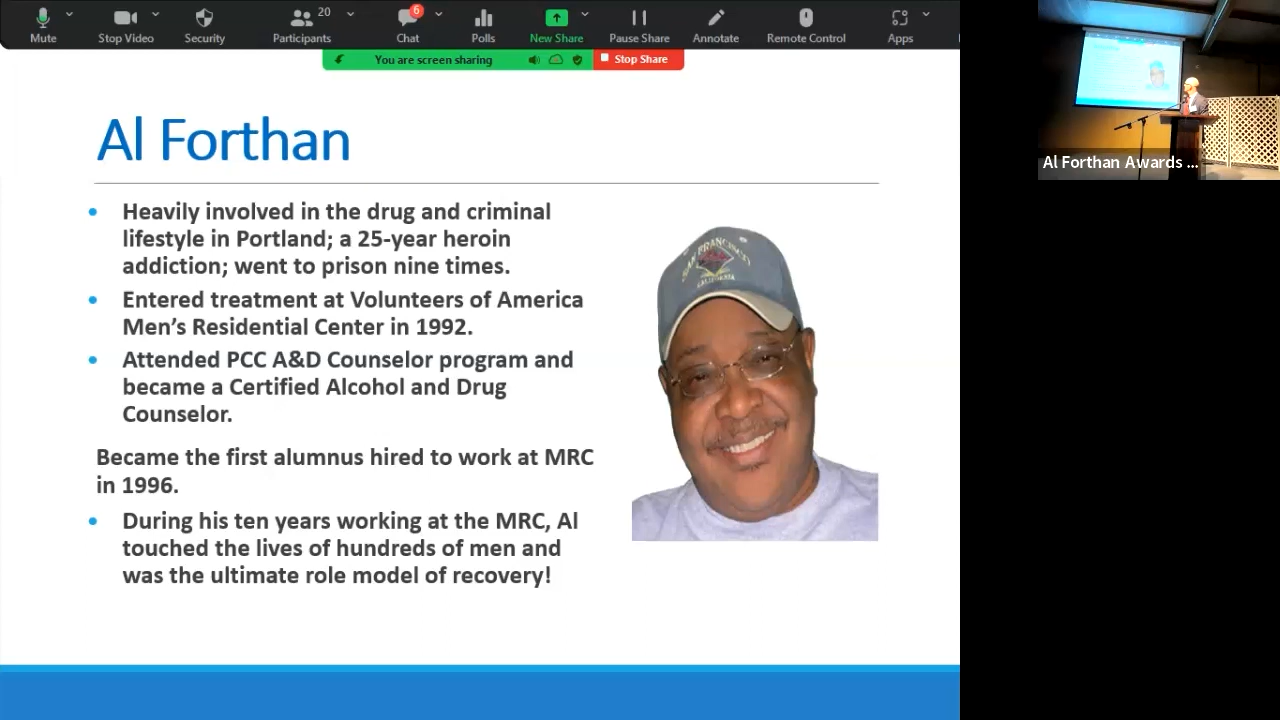 20
6
Mute
Stop Video
Security
Participants
Chat
Polls
New Share
Pause Share
Annotate
Remote Control
Apps
You are screen sharing
Stop Share
Al Forthan Awards ...
Al Forthan
• Heavily involved in the drug and criminal
lifestyle in Portland; a 25-year heroin
addiction; went to prison nine times.
• Entered treatment at Volunteers of America
Men’s Residential Center in 1992.
• Attended PCC A&D Counselor program and
became a Certified Alcohol and Drug
Counselor.
Became the first alumnus hired to work at MRC
in 1996.
• During his ten years working at the MRC, Al
touched the lives of hundreds of men and
was the ultimate role model of recovery!
SAN FRANCISCO
CALIFORNIA